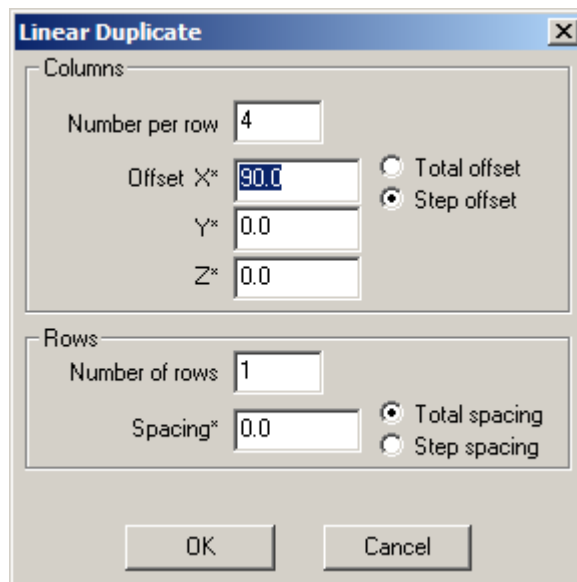 Linear Duplicate
Columns
Number per row 4
Offset X* 90.0 Total offset
Step offset
Y* 0.0
Z* 0.0
Rows
Number of rows 1
Spacing* 0.0 Total spacing
Step spacing
OK Cancel